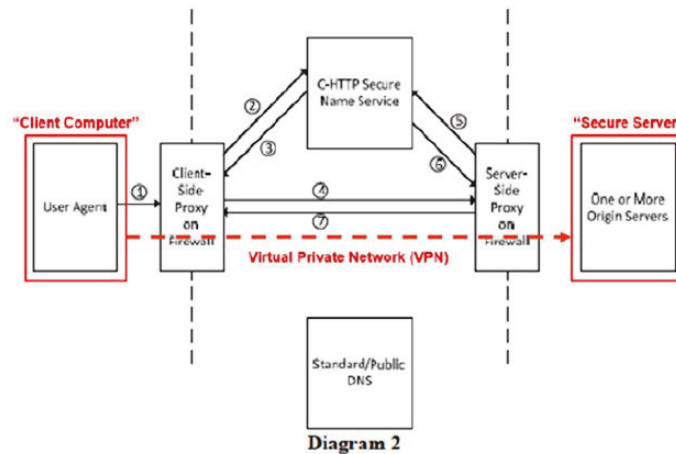 C-HTTP Secure
Name Service
②
③
⑤
⑥
"Client Computer"
"Secure Server"
User Agent
①
Client-
Side
Proxy
on
Firewall
④
⑦
Server-
Side
Proxy
on
Firewall
One or More
Origin Servers
Virtual Private Network (VPN)
Standard/Public
DNS
Diagram 2